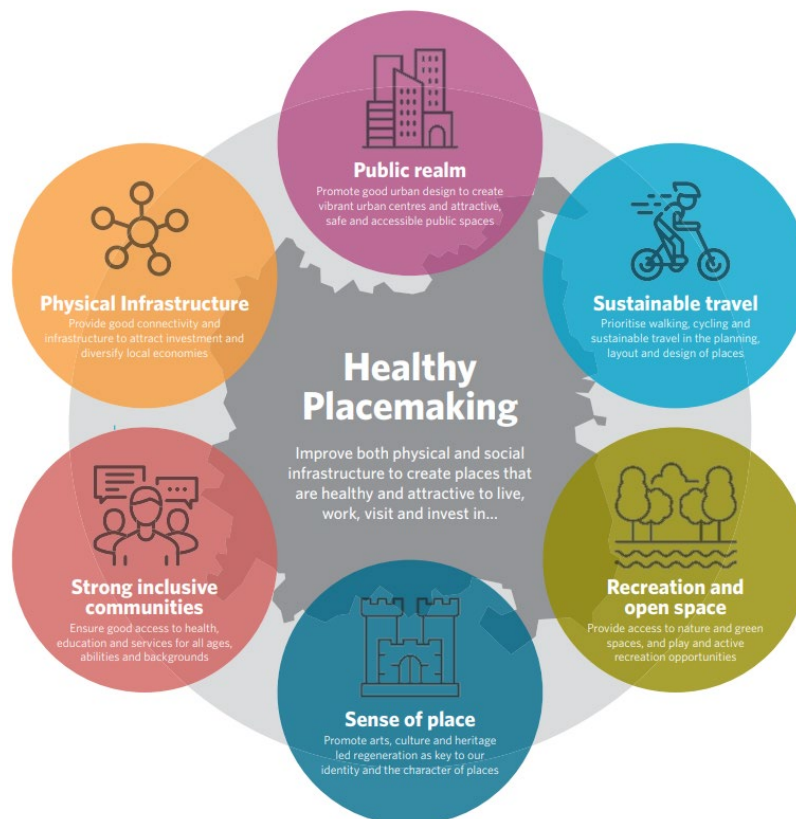 Public realm
Promote good urban design to create
vibrant urban centres and attractive,
safe and accessible public spaces
Physical Infrastructure
Provide good connectivity and
infrastructure to attract investment and
diversify local economies
Sustainable travel
Prioritise walking, cycling and
sustainable travel in the planning,
layout and design of places
Healthy
Placemaking
Improve both physical and social
infrastructure to create places that
are healthy and attractive to live,
work, visit and invest in...
Strong inclusive
communities
Ensure good access to health,
education and services for all ages,
abilities and backgrounds
Recreation and
open space
Provide access to nature and green
spaces, and play and active
recreation opportunities
Sense of place
Promote arts, culture and heritage
led regeneration as key to our
identity and the character of places